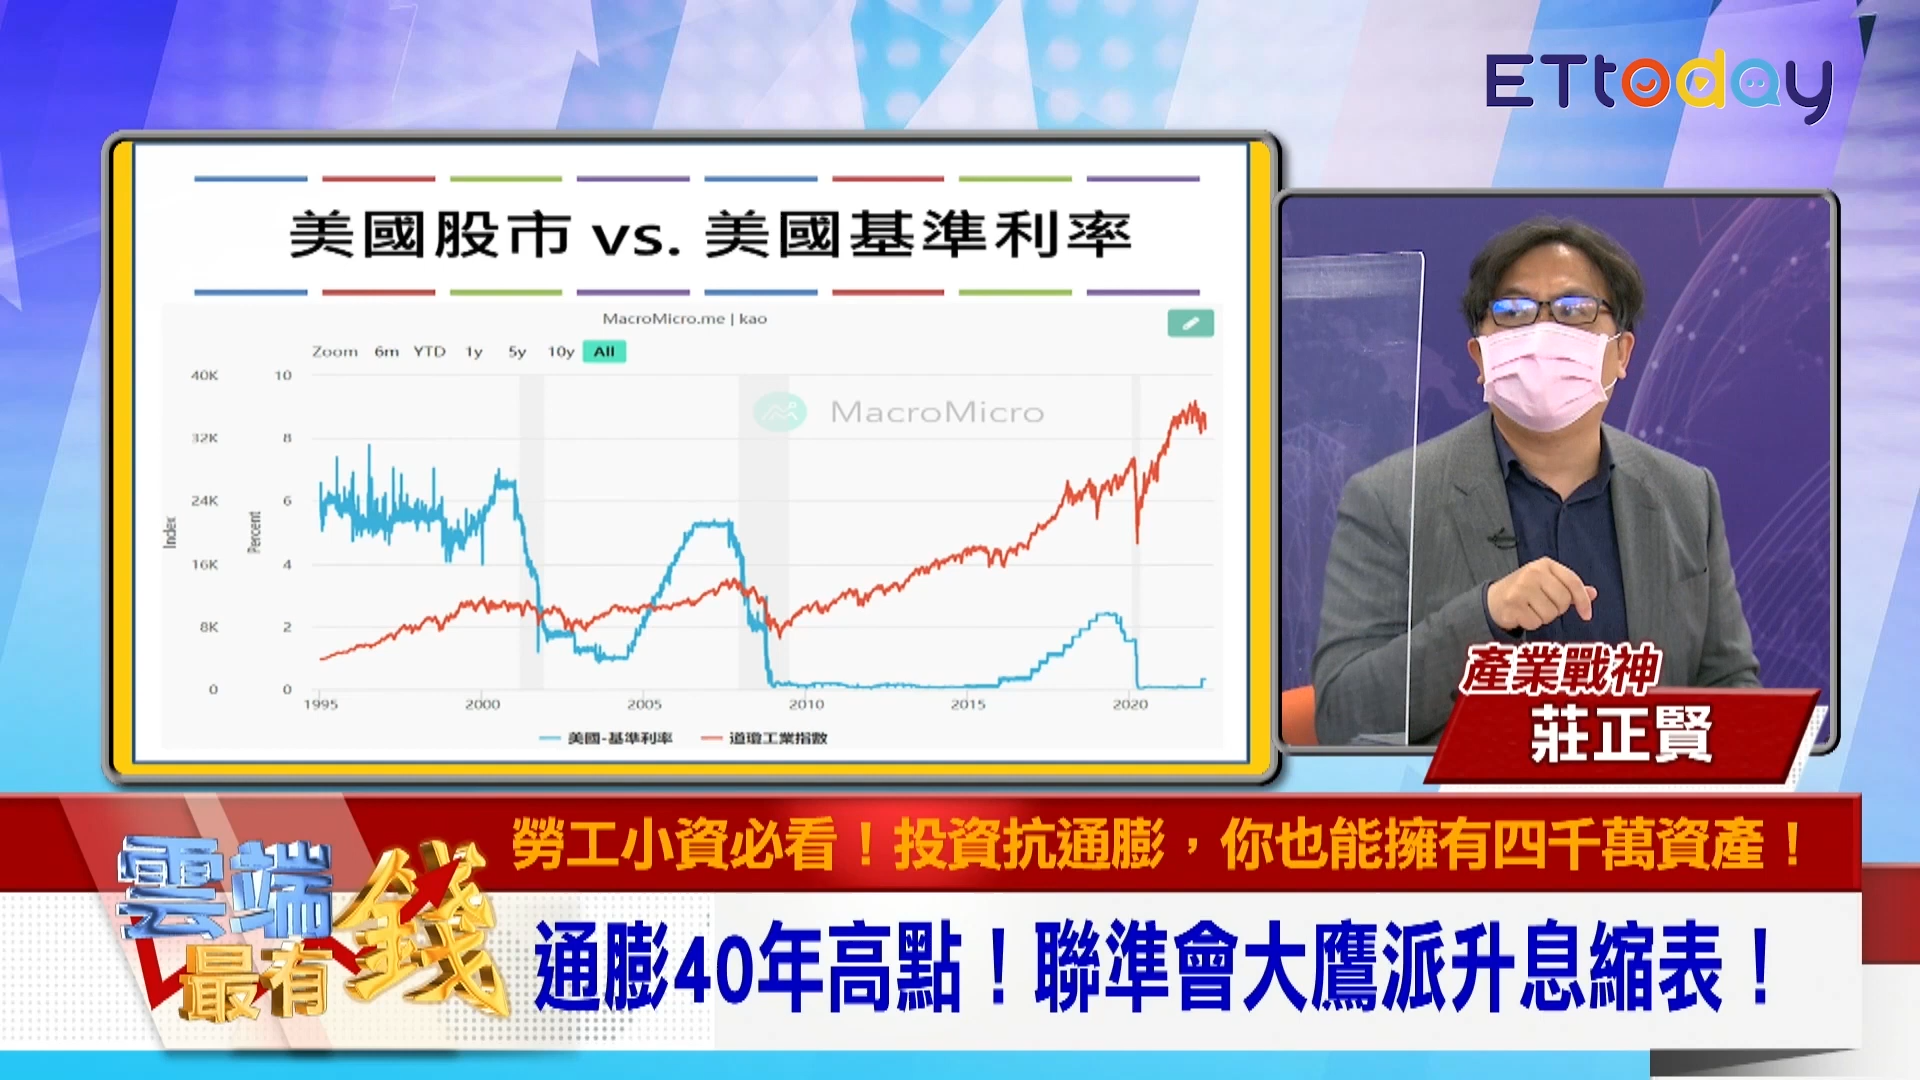 ETtoday
美國股市 vs. 美國基準利率
MacroMicro.me | kao
Zoom 6m YTD 1y 5y 10y All
40K 10
MacroMicro
32K 8
24K 6
16K 4
8K 2
0 0
Index
Percent
1995 2000 2005 2010 2015 2020
美國-基準利率 道瓊工業指數
產業戰神
莊正賢
勞工小資必看！投資抗通膨，你也能擁有四千萬資產！
雲端最有錢
通膨40年高點！聯準會大鷹派升息縮表！